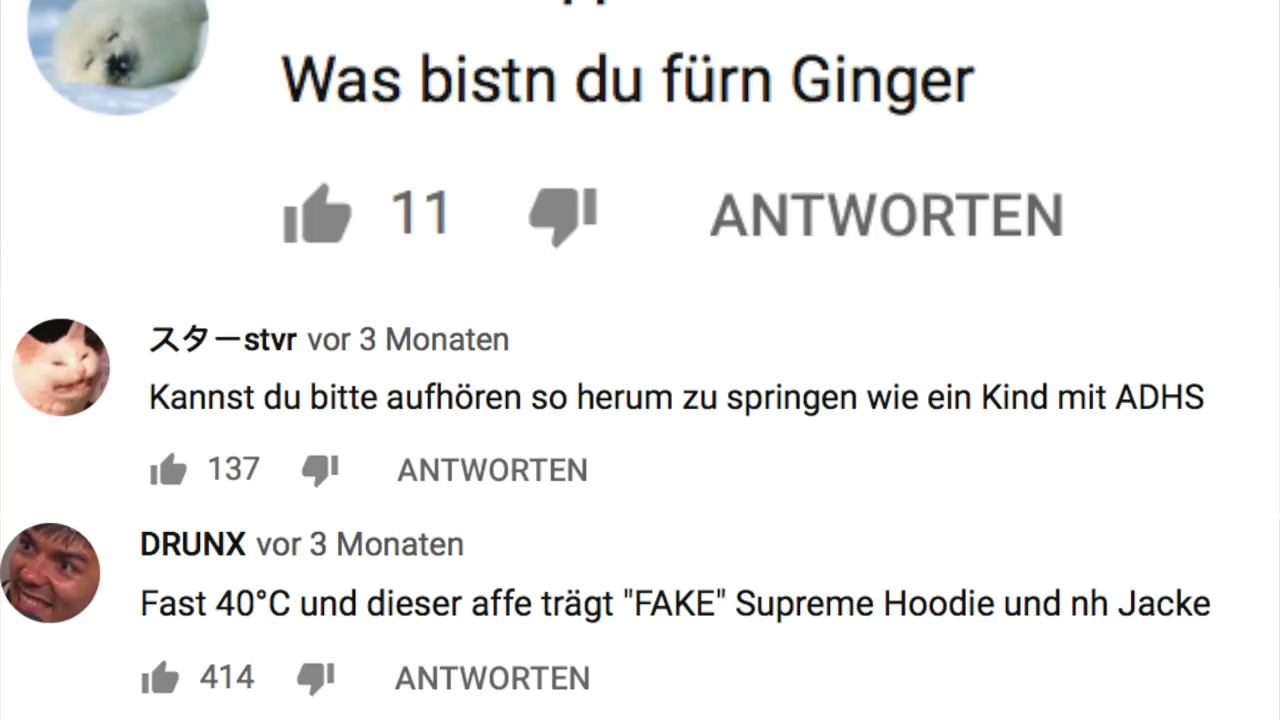 Was bistn du fürn Ginger
11 ANTWORTEN
スターstvr vor 3 Monaten
Kannst du bitte aufhören so herum zu springen wie ein Kind mit ADHS
137 ANTWORTEN
DRUNX vor 3 Monaten
Fast 40°C und dieser affe trägt "FAKE" Supreme Hoodie und nh Jacke
414 ANTWORTEN